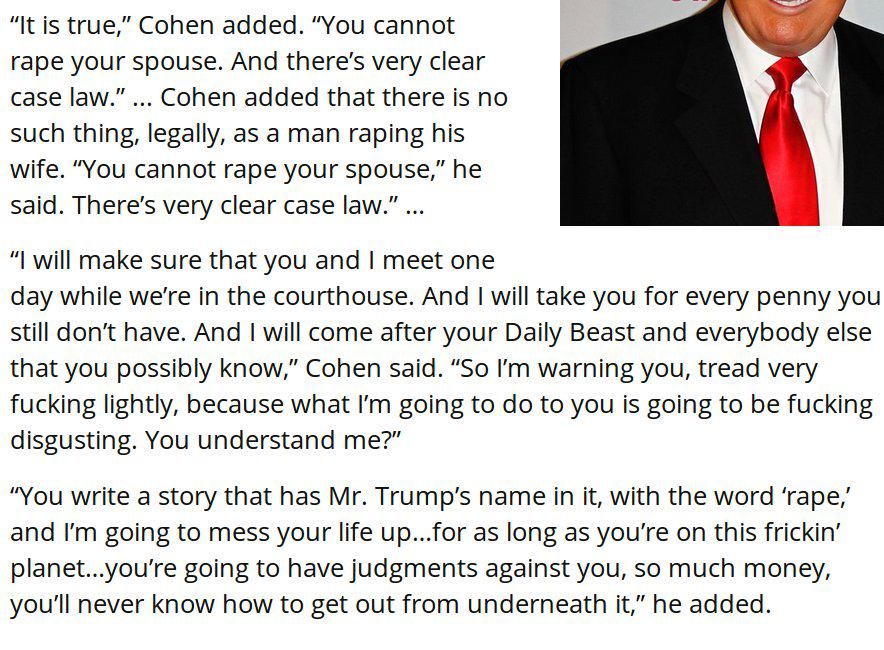 “It is true,” Cohen added. “You cannot
rape your spouse. And there’s very clear
case law.” ... Cohen added that there is no
such thing, legally, as a man raping his
wife. “You cannot rape your spouse,” he
said. There’s very clear case law.” ...
“I will make sure that you and I meet one
day while we’re in the courthouse. And I will take you for every penny you
still don’t have. And I will come after your Daily Beast and everybody else
that you possibly know,” Cohen said. “So I’m warning you, tread very
fucking lightly, because what I’m going to do to you is going to be fucking
disgusting. You understand me?”
“You write a story that has Mr. Trump’s name in it, with the word ‘rape,’
and I’m going to mess your life up...for as long as you’re on this frickin’
planet...you’re going to have judgments against you, so much money,
you’ll never know how to get out from underneath it,” he added.